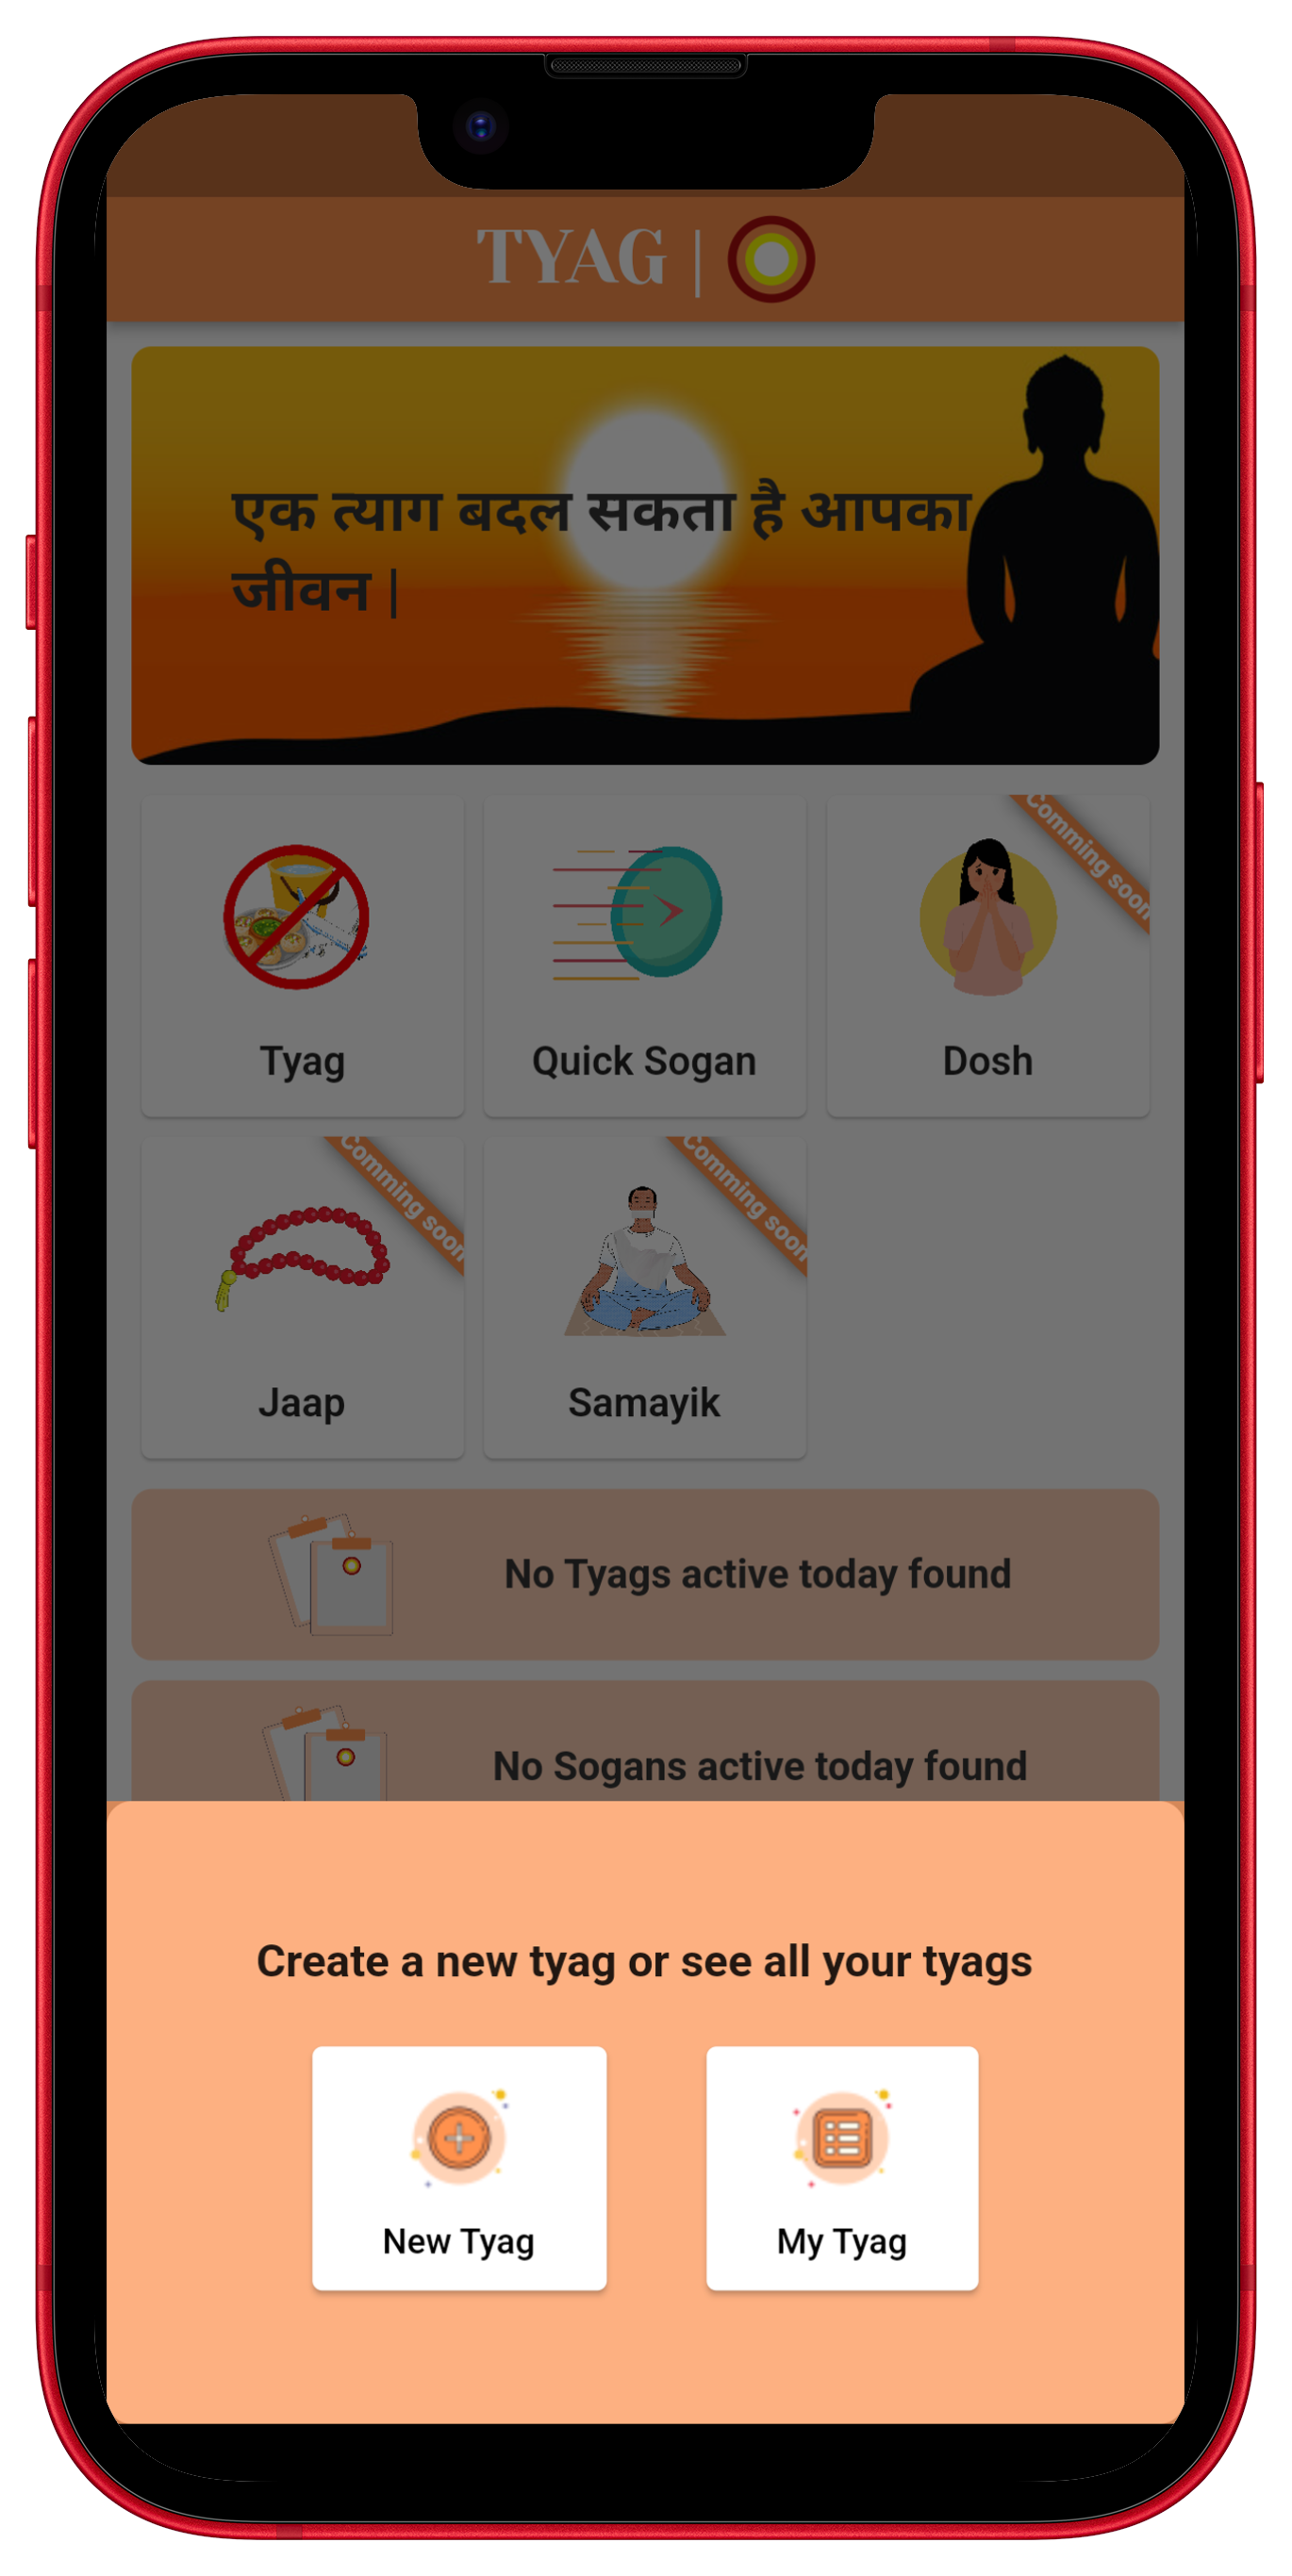 TYAG |
एक त्याग बदल सकता है आपका
जीवन |
Comming soon
Tyag
Quick Sogan
Dosh
Comming soon
Comming soon
Jaap
Samayik
No Tyags active today found
No Sogans active today found
Create a new tyag or see all your tyags
New Tyag
My Tyag